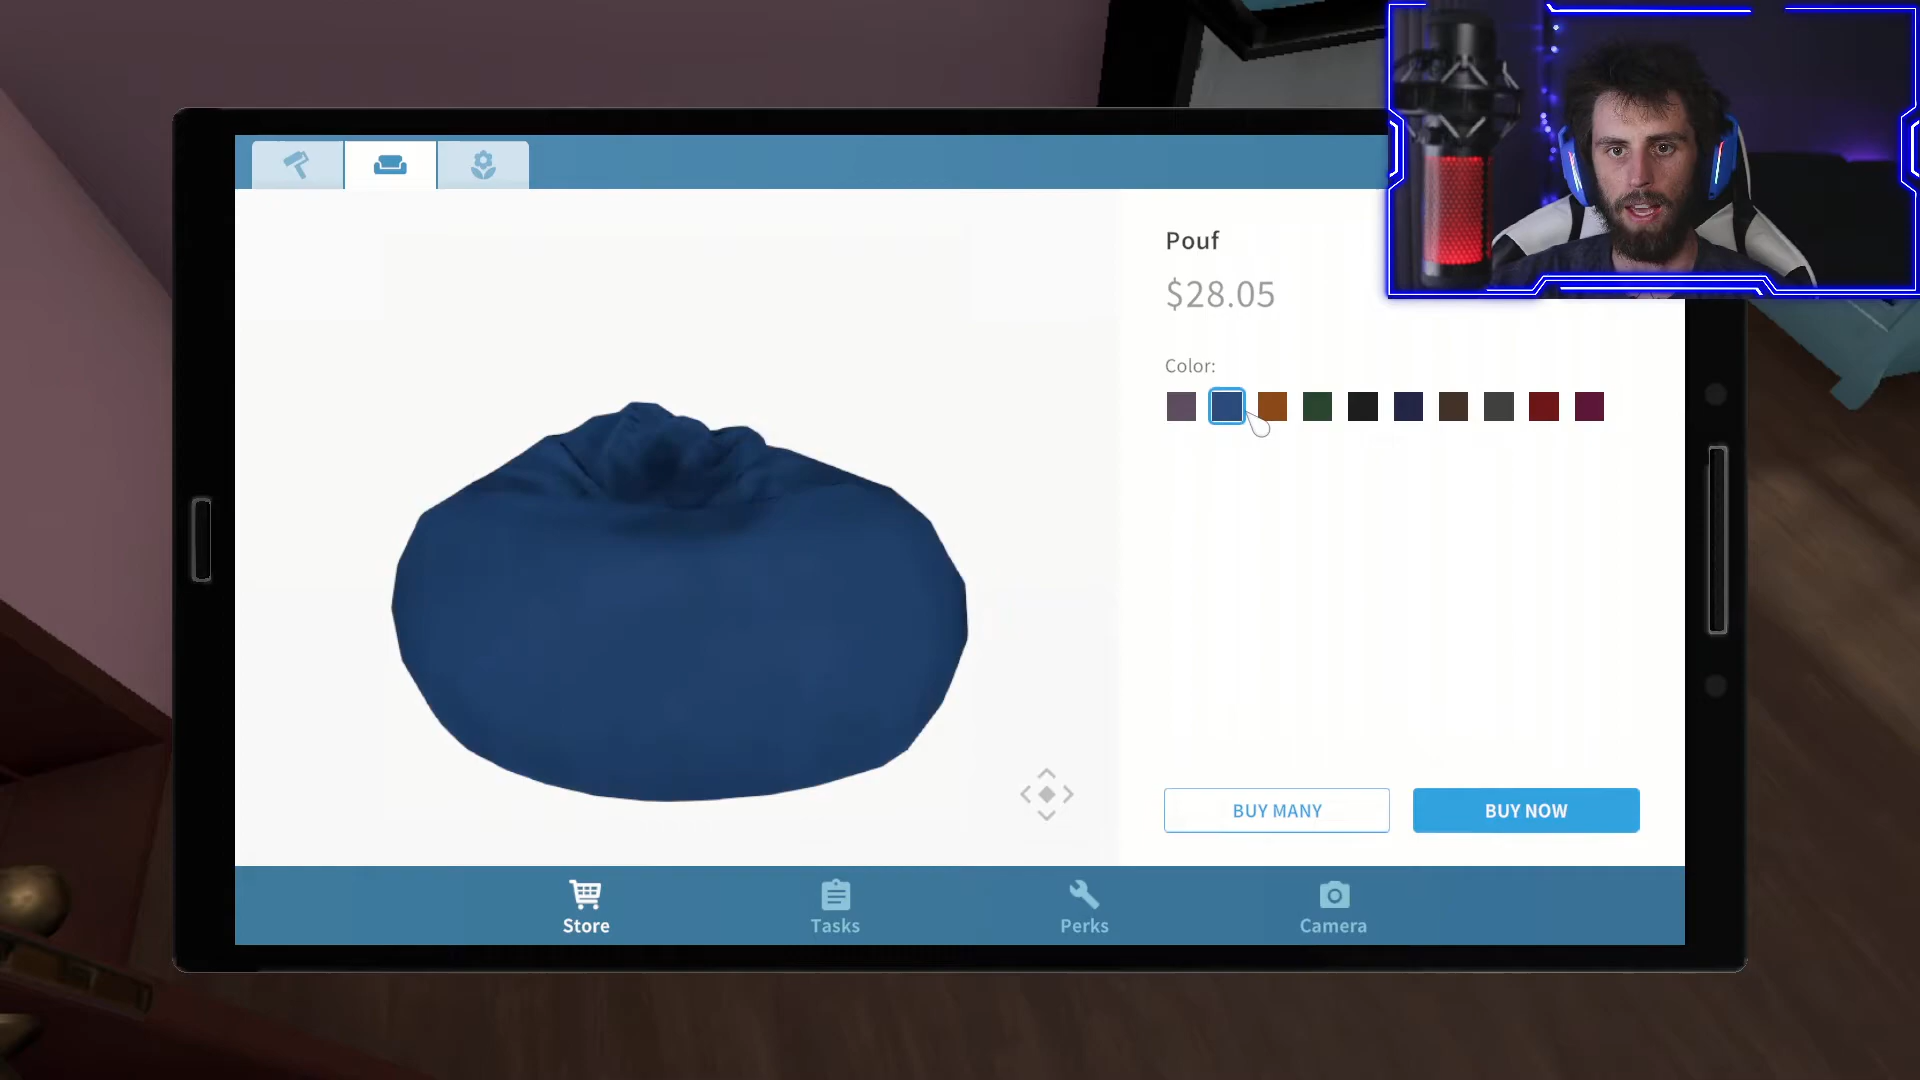 Pouf
$28.05
Color:
BUY MANY
BUY NOW
Store
Tasks
Perks
Camera